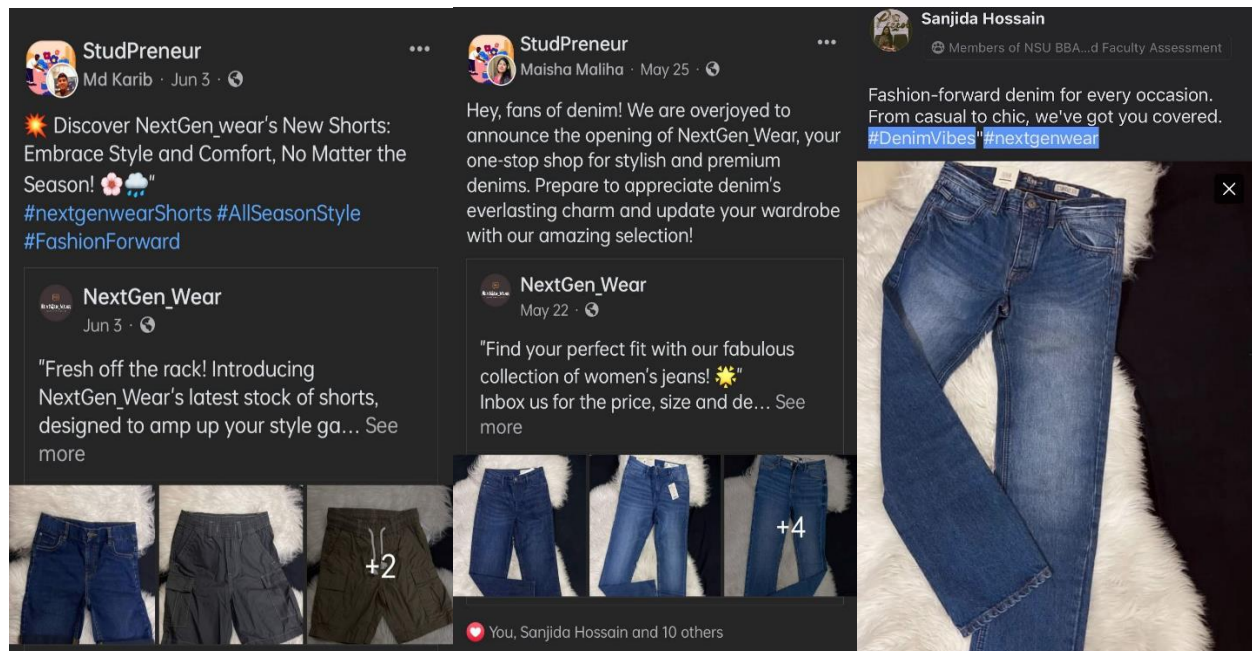 StudPreneur
Md Karib · Jun 3 ·
💥 Discover NextGen_wear's New Shorts:
Embrace Style and Comfort, No Matter the
Season! 🌸🌧️"
#nextgenwearShorts #AllSeasonStyle
#FashionForward
NextGen_Wear
Jun 3 ·
"Fresh off the rack! Introducing
NextGen_Wear's latest stock of shorts,
designed to amp up your style ga... See
more
+2
StudPreneur
Maisha Maliha · May 25 ·
Hey, fans of denim! We are overjoyed to
announce the opening of NextGen_Wear, your
one-stop shop for stylish and premium
denims. Prepare to appreciate denim's
everlasting charm and update your wardrobe
with our amazing selection!
NextGen_Wear
May 22 ·
"Find your perfect fit with our fabulous
collection of women's jeans! 🌟"
Inbox us for the price, size and de... See
more
+4
You, Sanjida Hossain and 10 others
Sanjida Hossain
Members of NSU BBA...d Faculty Assessment
Fashion-forward denim for every occasion.
From casual to chic, we've got you covered.
#DenimVibes"#nextgenwear